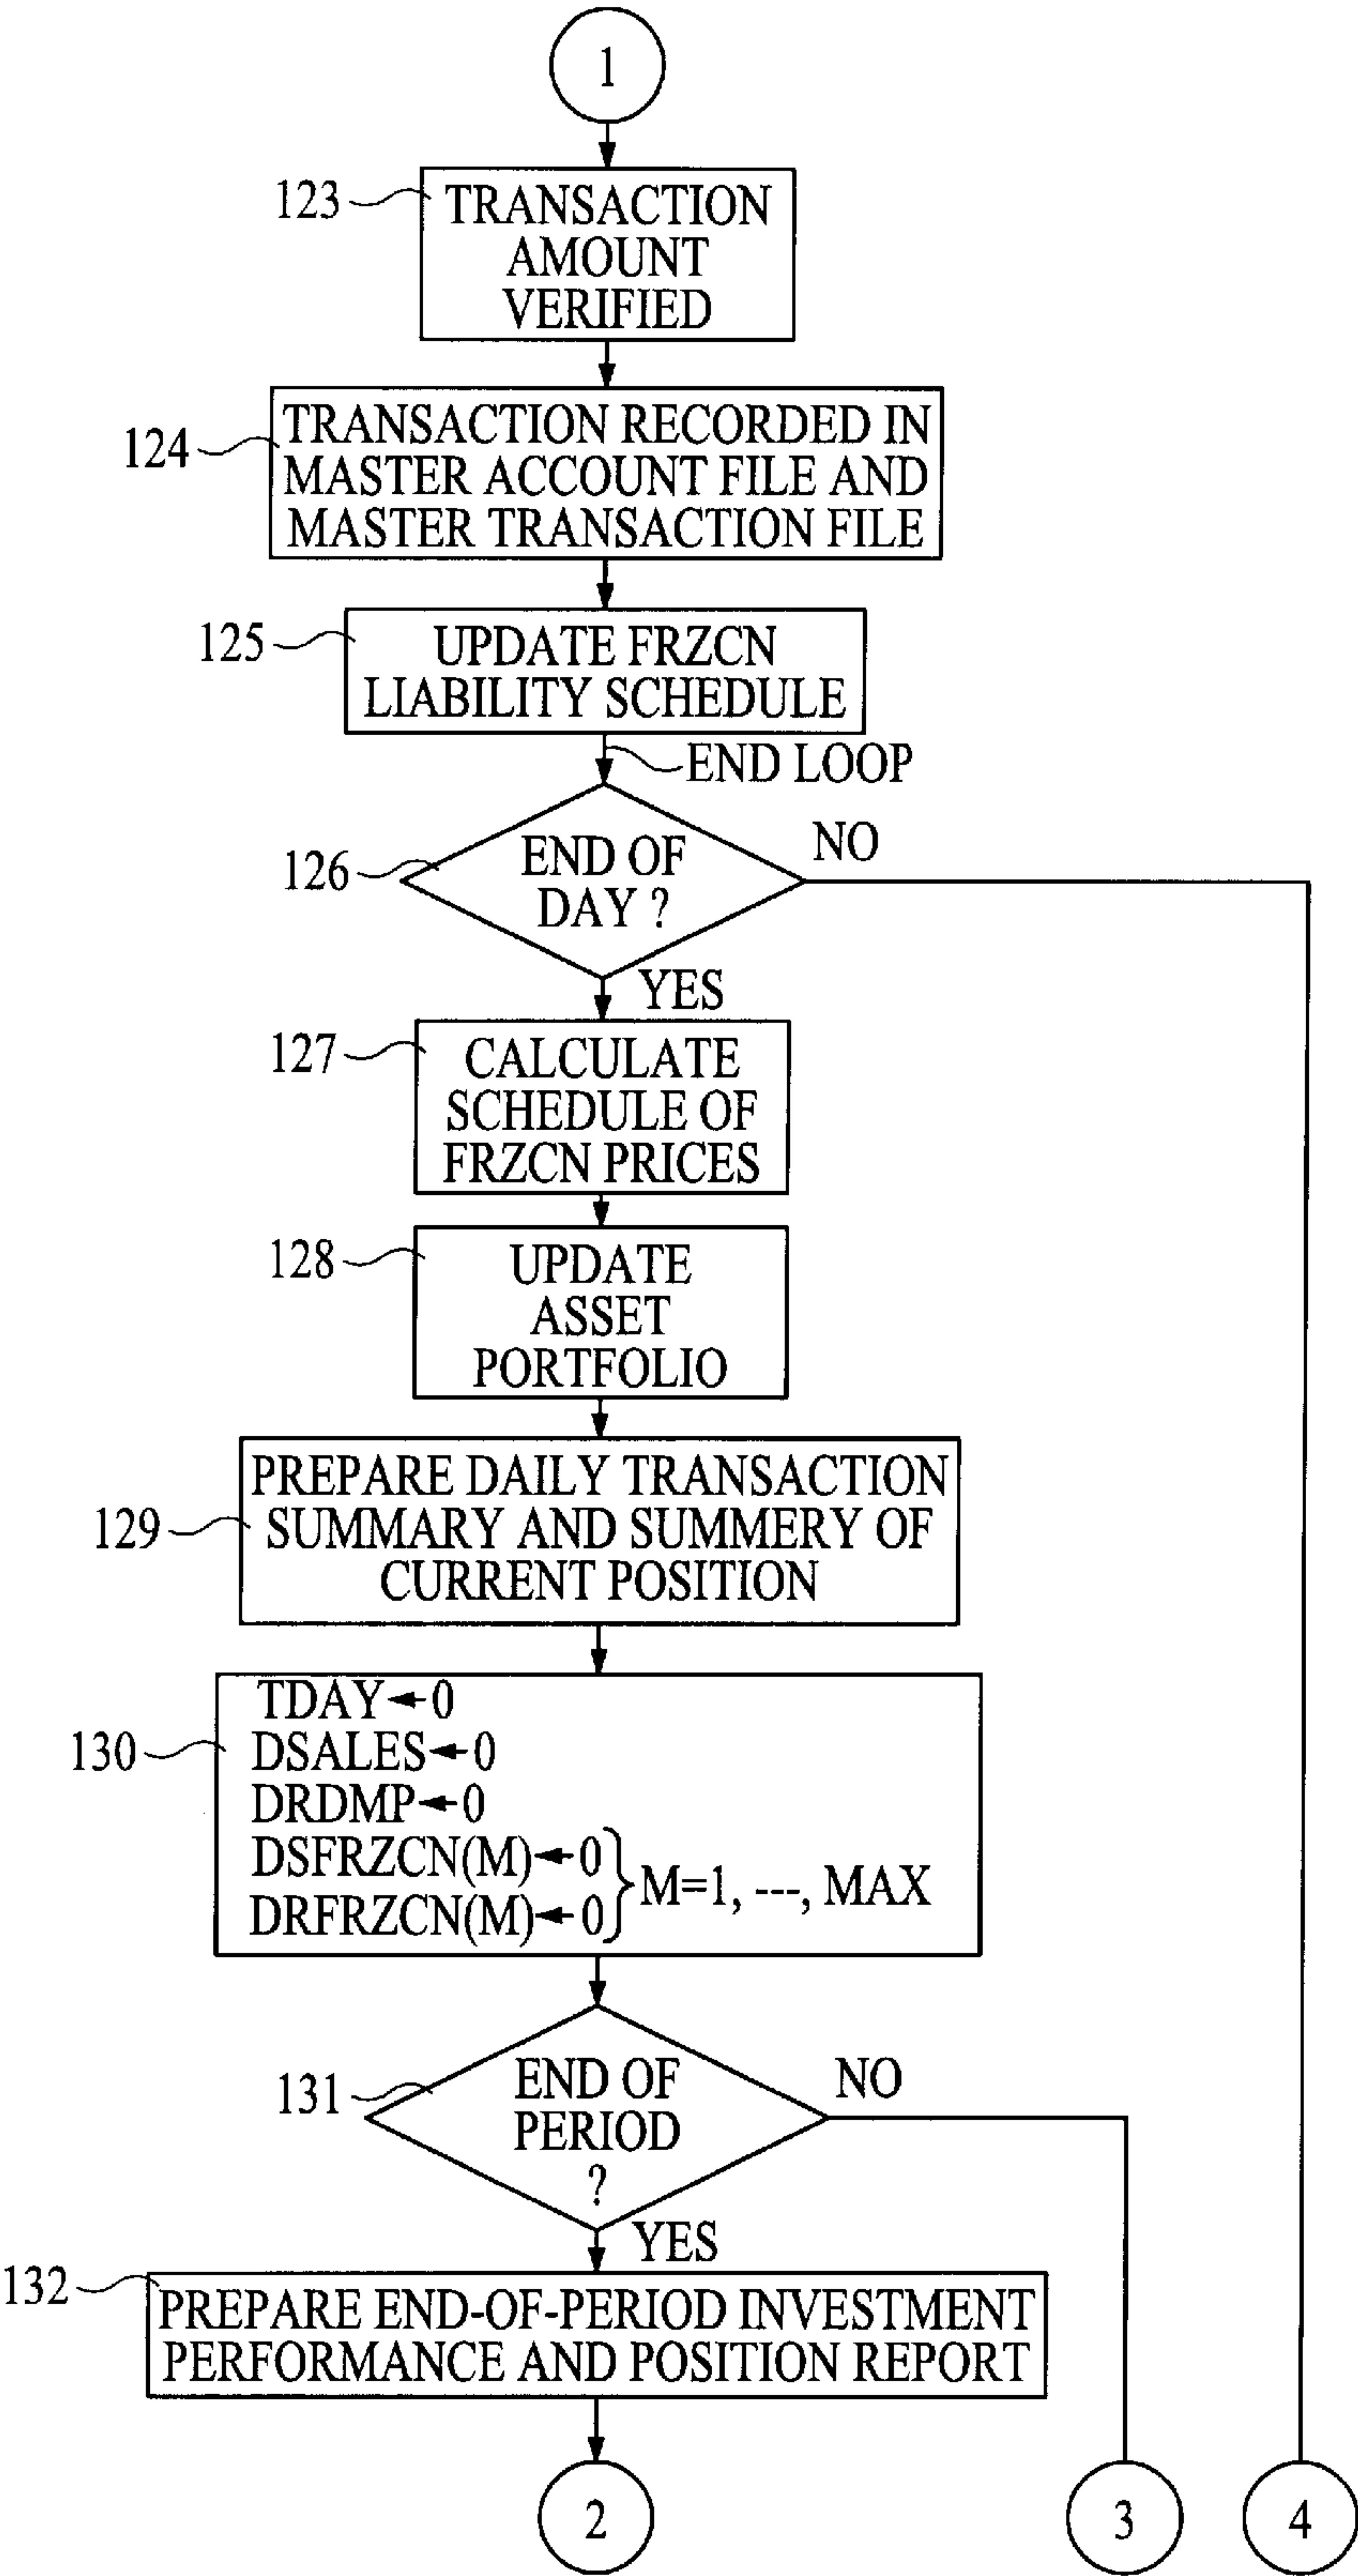 1
123
TRANSACTION
AMOUNT
VERIFIED
124
TRANSACTION RECORDED IN
MASTER ACCOUNT FILE AND
MASTER TRANSACTION FILE
125
UPDATE FRZCN
LIABILITY SCHEDULE
END LOOP
126
END OF
DAY ?
NO
YES
127
CALCULATE
SCHEDULE OF
FRZCN PRICES
128
UPDATE
ASSET
PORTFOLIO
129
PREPARE DAILY TRANSACTION
SUMMARY AND SUMMERY OF
CURRENT POSITION
130
TDAY←0
DSALES←0
DRDMP←0
DSFRZCN(M)←0
DRFRZCN(M)←0
} M=1, ---, MAX
131
END OF
PERIOD
?
NO
YES
132
PREPARE END-OF-PERIOD INVESTMENT
PERFORMANCE AND POSITION REPORT
2
3
4